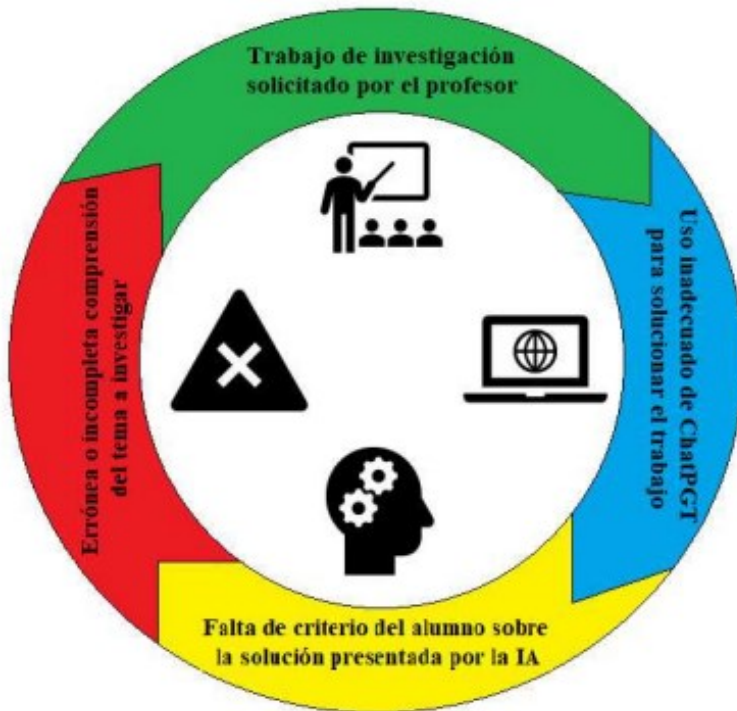 Trabajo de investigación
solicitado por el profesor
Uso inadecuado de ChatPGT
para solucionar el trabajo
Falta de criterio del alumno sobre
la solución presentada por la IA
Errónea o incompleta comprensión
del tema a investigar